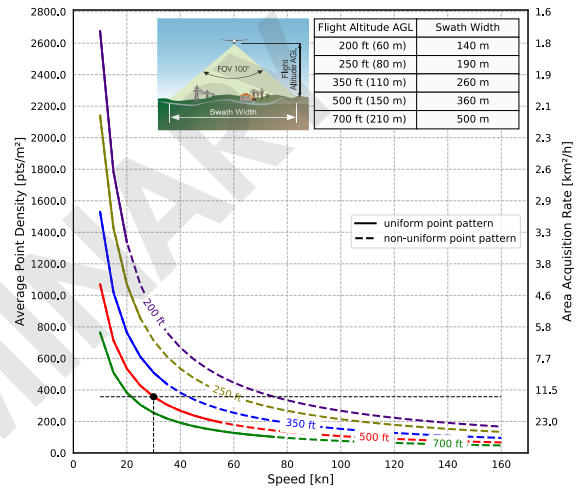 Flight Altitude AGL Swath Width
200 ft (60 m) 140 m
250 ft (80 m) 190 m
350 ft (110 m) 260 m
500 ft (150 m) 360 m
700 ft (210 m) 500 m
FOV 100°
Flight
Altitude AGL
Swath Width
uniform point pattern
non-uniform point pattern
Average Point Density [pts/m²]
2800.0
2600.0
2400.0
2200.0
2000.0
1800.0
1600.0
1400.0
1200.0
1000.0
800.0
600.0
400.0
200.0
0.0
Area Acquisition Rate [km²/h]
1.6
1.8
1.9
2.1
2.3
2.6
2.9
3.3
3.8
4.6
5.8
7.7
11.5
23.0
200 ft
250 ft
350 ft
500 ft
700 ft
0 20 40 60 80 100 120 140 160
Speed [kn]
MINARY